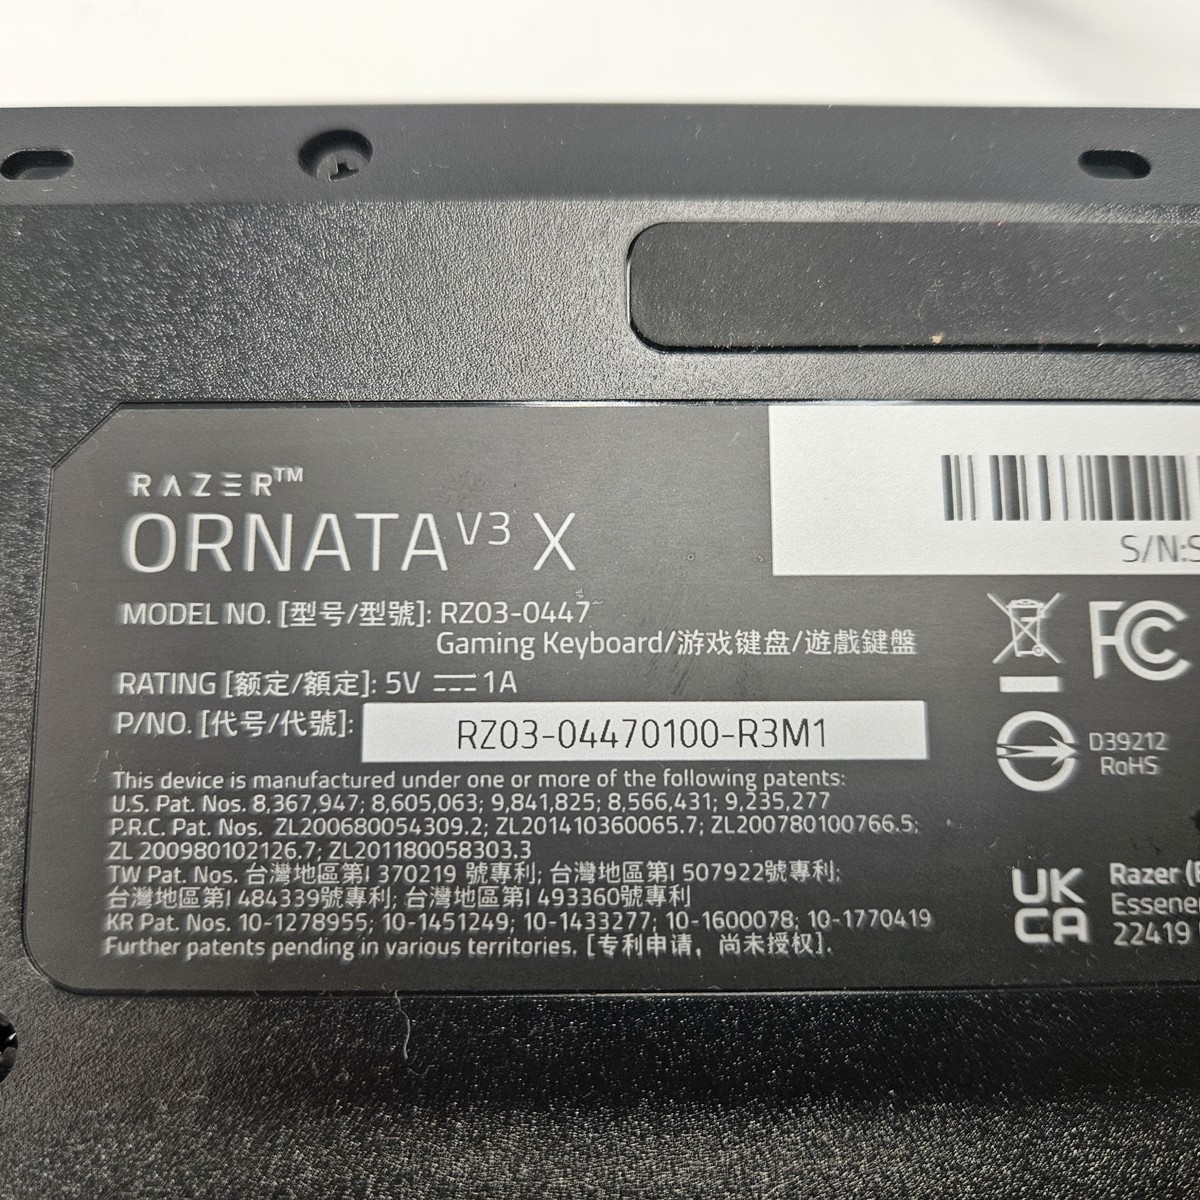 RAZER™
ORNATA V3 X
S/N:S
MODEL NO. [型号/型號]: RZ03-0447
Gaming Keyboard/游戏键盘/遊戲鍵盤
RATING [额定/額定]: 5V ⎓ 1A
P/NO. [代号/代號]: RZ03-04470100-R3M1
FC
D39212
RoHS
This device is manufactured under one or more of the following patents:
U.S. Pat. Nos. 8,367,947; 8,605,063; 9,841,825; 8,566,431; 9,235,277
P.R.C. Pat. Nos. ZL200680054309.2; ZL201410360065.7; ZL200780100766.5;
ZL 200980102126.7; ZL201180058303.3
TW Pat. Nos. 台灣地區第I 370219 號專利; 台灣地區第I 507922號專利;
台灣地區第I 484339號專利; 台灣地區第I 493360號專利
KR Pat. Nos. 10-1278955; 10-1451249; 10-1433277; 10-1600078; 10-1770419
Further patents pending in various territories. [专利申请，尚未授权].
UK
CA
Razer (
Essene
22419